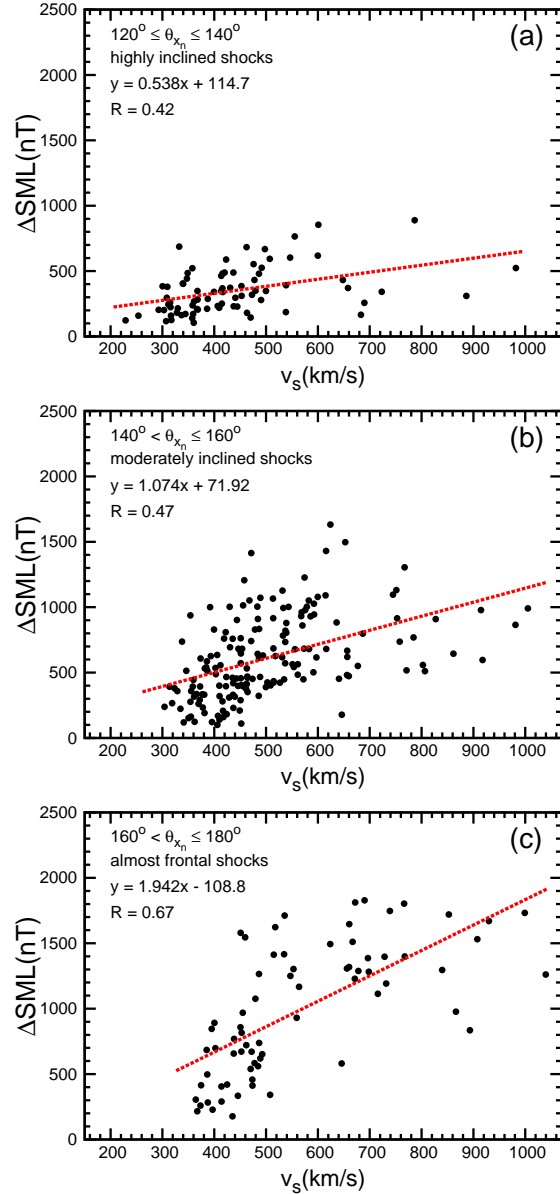 (a)
120° ≤ θxn ≤ 140°
highly inclined shocks
y = 0.538x + 114.7
R = 0.42
2500
2000
1500
1000
500
0
ΔSML(nT)
200 300 400 500 600 700 800 900 1000
vs(km/s)
(b)
140° < θxn ≤ 160°
moderately inclined shocks
y = 1.074x + 71.92
R = 0.47
2500
2000
1500
1000
500
0
ΔSML(nT)
200 300 400 500 600 700 800 900 1000
vs(km/s)
(c)
160° < θxn ≤ 180°
almost frontal shocks
y = 1.942x - 108.8
R = 0.67
2500
2000
1500
1000
500
0
ΔSML(nT)
200 300 400 500 600 700 800 900 1000
vs(km/s)